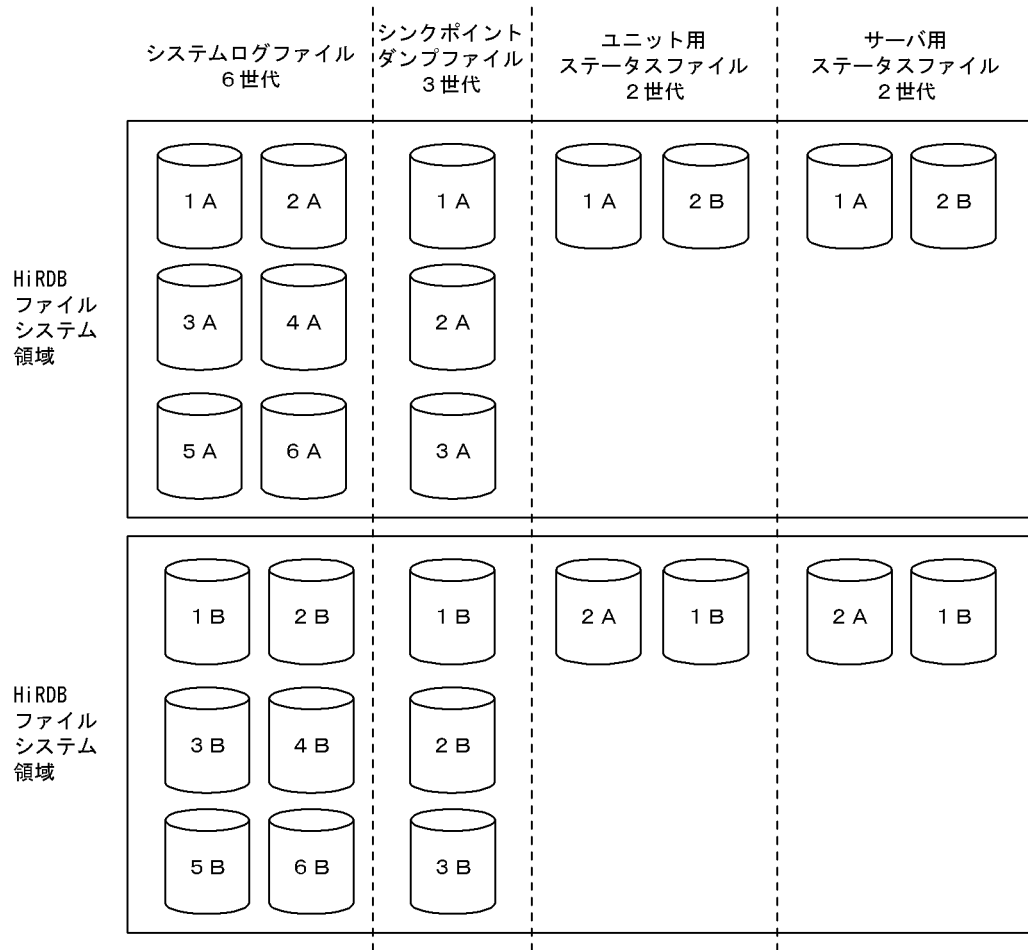 システムログファイル
６世代
シンクポイント
ダンプファイル
３世代
ユニット用
ステータスファイル
２世代
サーバ用
ステータスファイル
２世代
HiRDB
ファイル
システム
領域
１A
２A
１A
１A
２B
１A
２B
３A
４A
２A
５A
６A
３A
HiRDB
ファイル
システム
領域
１B
２B
１B
２A
１B
２A
１B
３B
４B
２B
５B
６B
３B